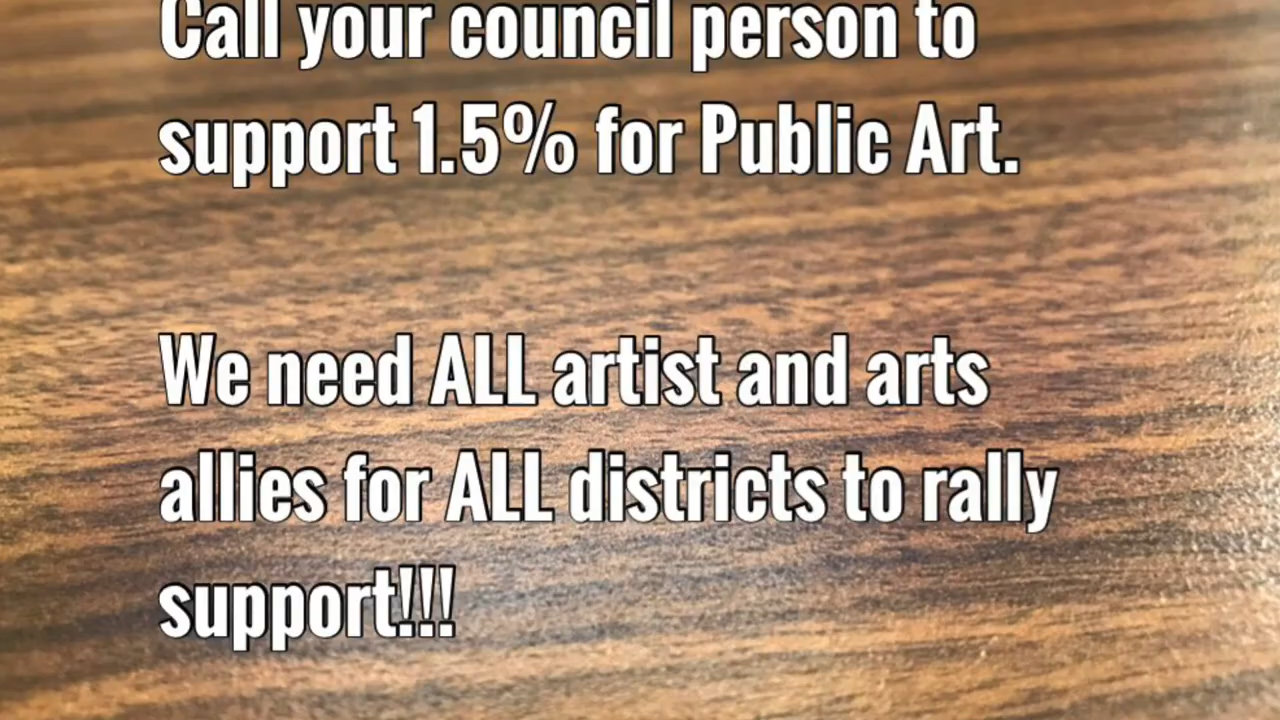 Call your council person to
support 1.5% for Public Art.
We need ALL artist and arts
allies for ALL districts to rally
support!!!